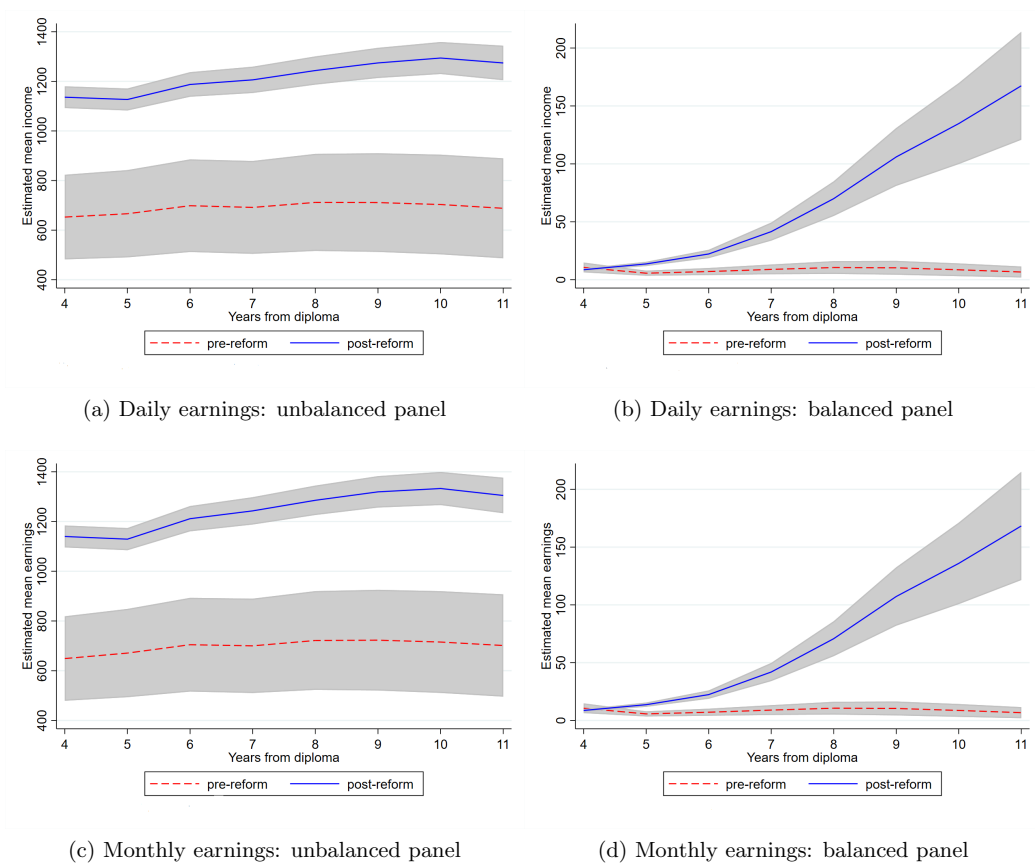 Estimated mean income
400 600 800 1000 1200 1400
4 5 6 7 8 9 10 11
Years from diploma
pre-reform post-reform
(a) Daily earnings: unbalanced panel
Estimated mean income
0 50 100 150 200
4 5 6 7 8 9 10 11
Years from diploma
pre-reform post-reform
(b) Daily earnings: balanced panel
Estimated mean earnings
400 600 800 1000 1200 1400
4 5 6 7 8 9 10 11
Years from diploma
pre-reform post-reform
(c) Monthly earnings: unbalanced panel
Estimated mean earnings
0 50 100 150 200
4 5 6 7 8 9 10 11
Years from diploma
pre-reform post-reform
(d) Monthly earnings: balanced panel